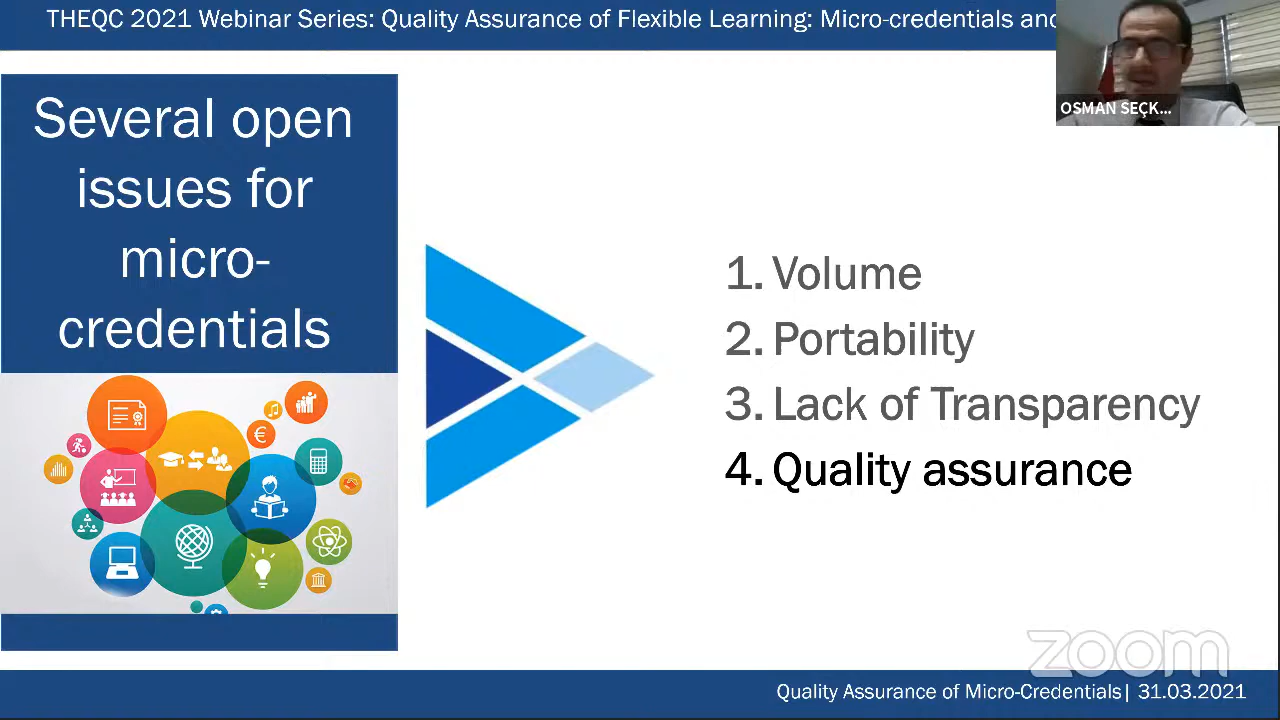 THEQC 2021 Webinar Series: Quality Assurance of Flexible Learning: Micro-credentials and
OSMAN SEÇK...
Several open
issues for
micro-
credentials
1. Volume
2. Portability
3. Lack of Transparency
4. Quality assurance
zoom
Quality Assurance of Micro-Credentials| 31.03.2021